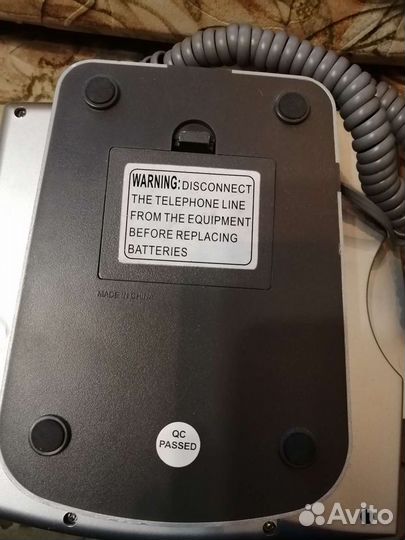 WARNING: DISCONNECT
THE TELEPHONE LINE
FROM THE EQUIPMENT
BEFORE REPLACING
BATTERIES
MADE IN CHINA
QC
PASSED
Avito